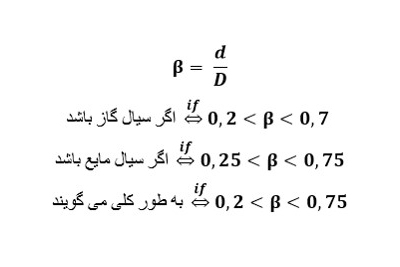 β = d/D
اگر سیال گاز باشد if ⇔ 0, 2 < β < 0, 7
اگر سیال مایع باشد if ⇔ 0, 25 < β < 0, 75
به طور کلی می گویند if ⇔ 0, 2 < β < 0, 75